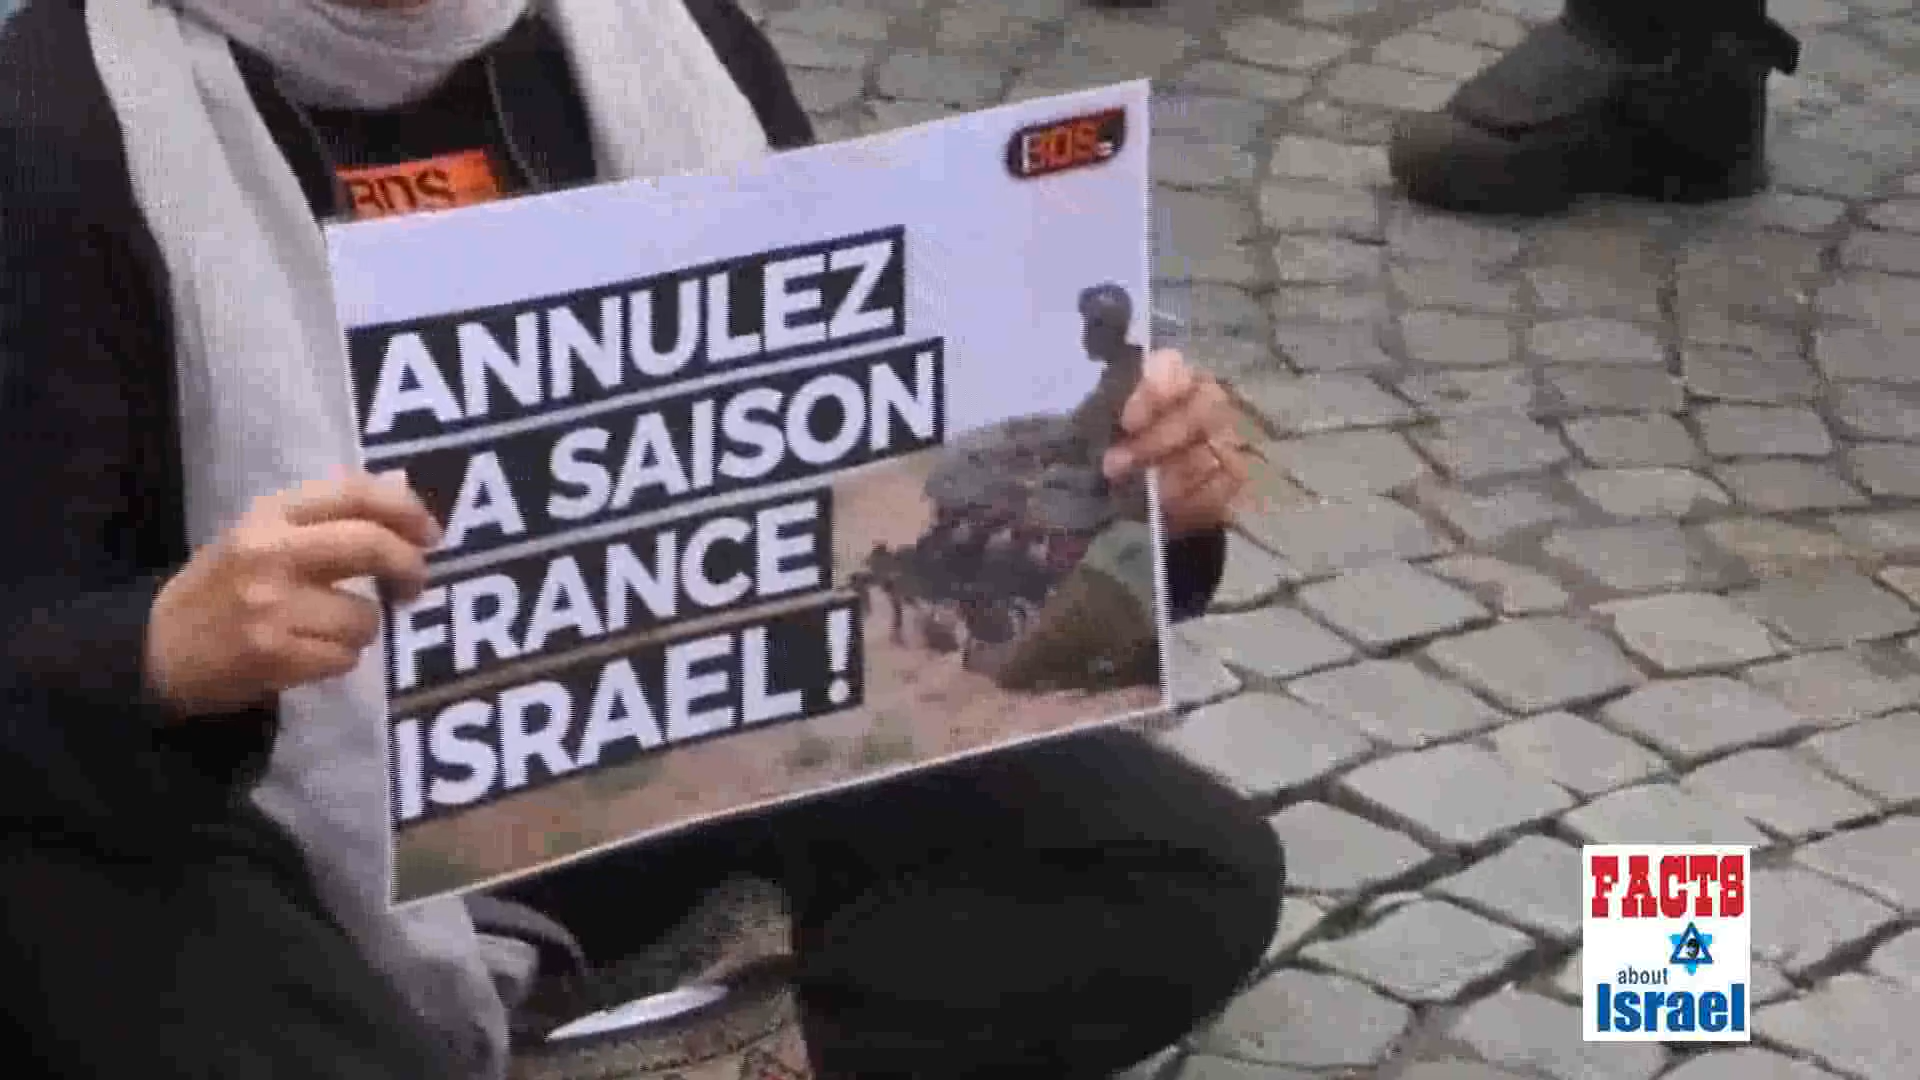 BDS
BDS
ANNULEZ
LA SAISON
FRANCE
ISRAEL !
FACTS
about
Israel